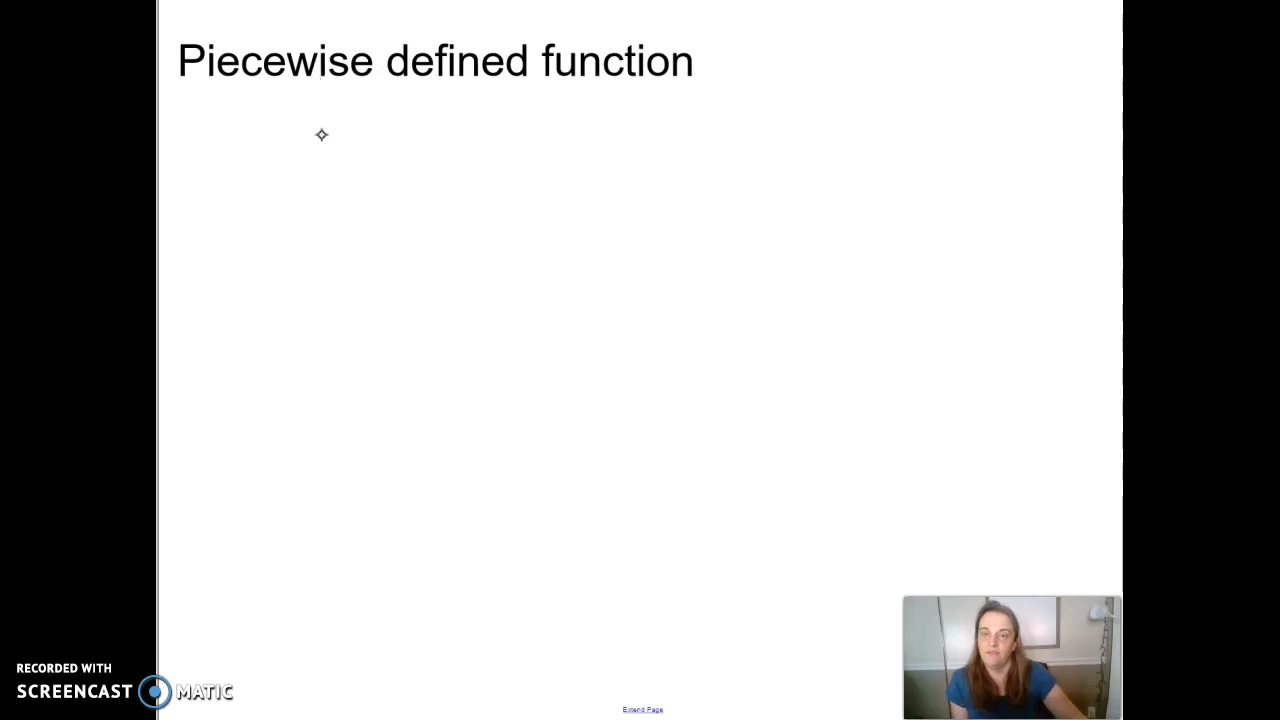 Piecewise defined function
RECORDED WITH
SCREENCAST MATIC
Extend Page